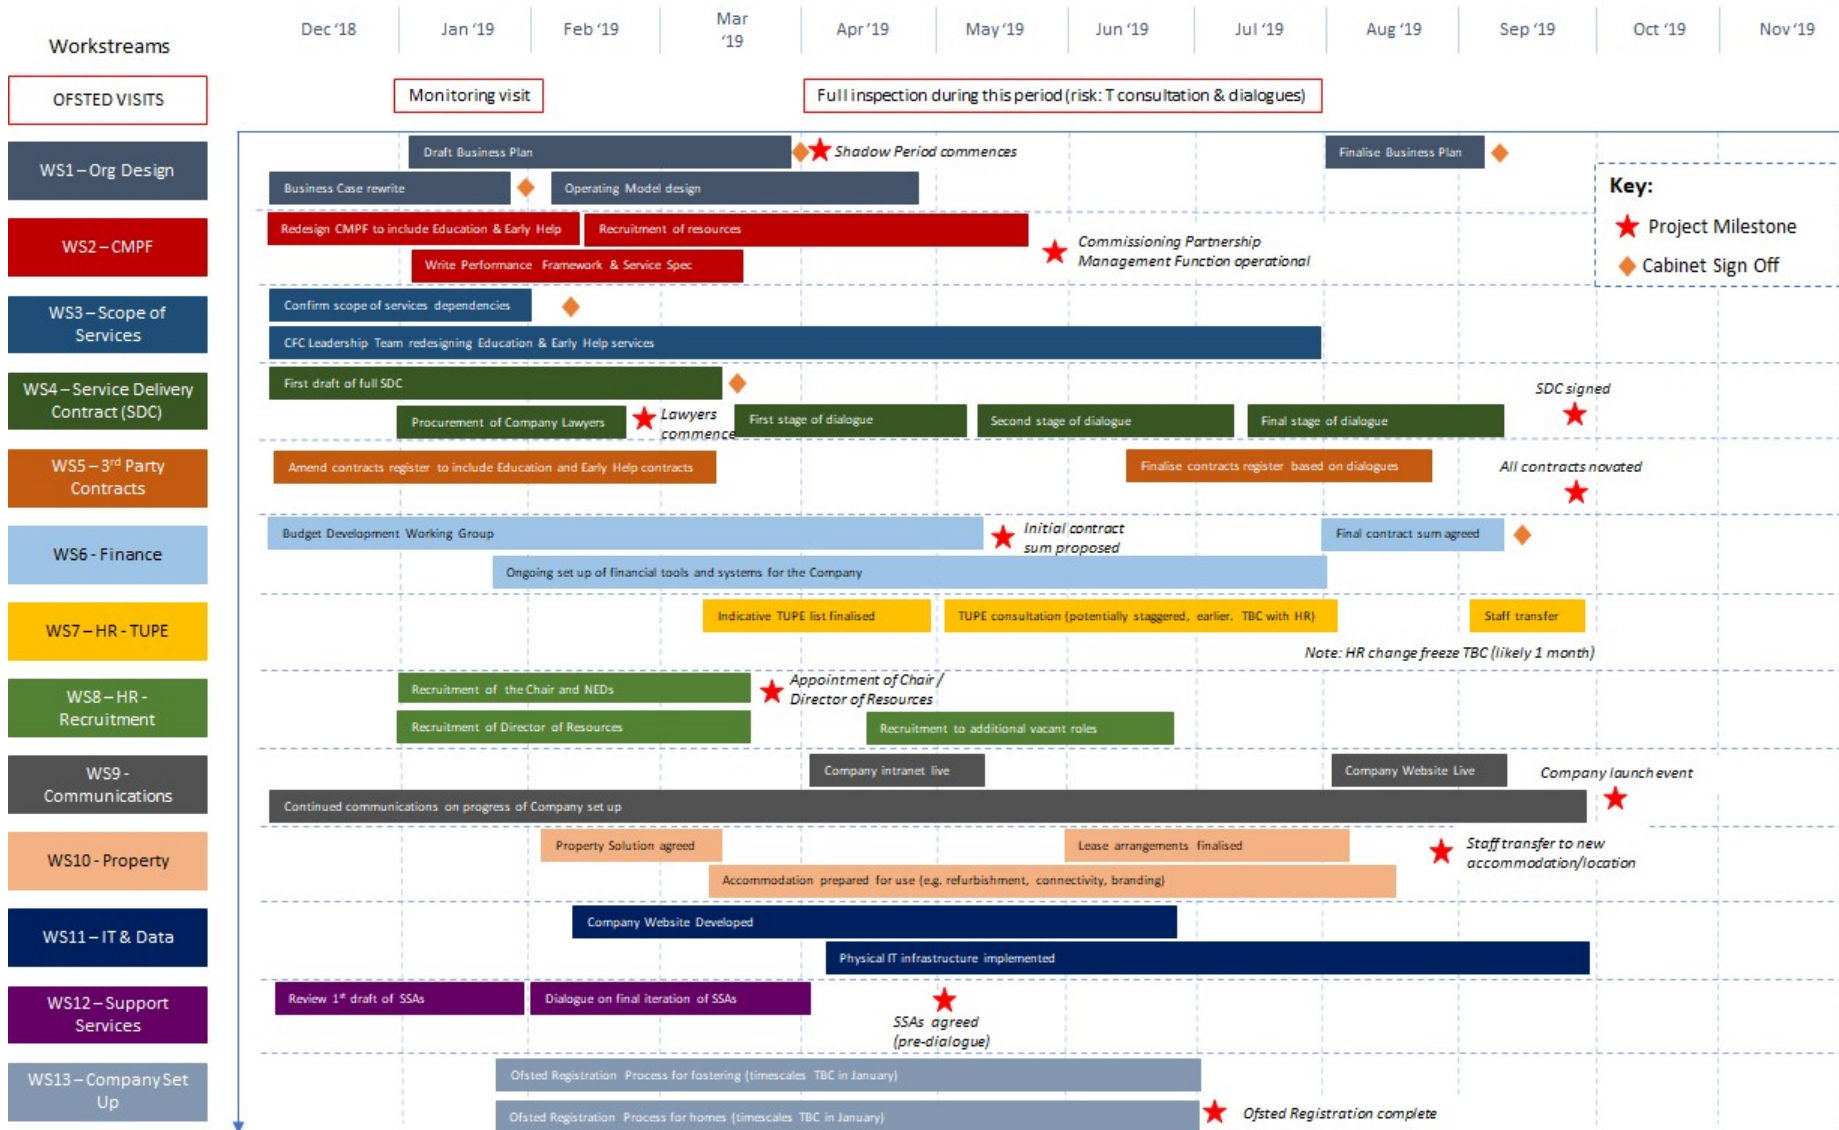 Workstreams
Dec '18
Jan '19
Feb '19
Mar
'19
Apr '19
May '19
Jun '19
Jul '19
Aug '19
Sep '19
Oct '19
Nov '19
OFSTED VISITS
Monitoring visit
Full inspection during this period (risk: T consultation & dialogues)
WS1 – Org Design
Draft Business Plan
Shadow Period commences
Finalise Business Plan
Business Case rewrite
Operating Model design
Key:
Project Milestone
Cabinet Sign Off
WS2 – CMPF
Redesign CMPF to include Education & Early Help
Recruitment of resources
Write Performance Framework & Service Spec
Commissioning Partnership
Management Function operational
WS3 – Scope of
Services
Confirm scope of services dependencies
CFC Leadership Team redesigning Education & Early Help services
WS4 – Service Delivery
Contract (SDC)
First draft of full SDC
Procurement of Company Lawyers
Lawyers
commence
First stage of dialogue
Second stage of dialogue
Final stage of dialogue
SDC signed
WS5 – 3rd Party
Contracts
Amend contracts register to include Education and Early Help contracts
Finalise contracts register based on dialogues
All contracts novated
WS6 - Finance
Budget Development Working Group
Initial contract
sum proposed
Final contract sum agreed
Ongoing set up of financial tools and systems for the Company
WS7 – HR - TUPE
Indicative TUPE list finalised
TUPE consultation (potentially staggered, earlier. TBC with HR)
Staff transfer
Note: HR change freeze TBC (likely 1 month)
WS8 – HR -
Recruitment
Recruitment of the Chair and NEDs
Appointment of Chair /
Director of Resources
Recruitment of Director of Resources
Recruitment to additional vacant roles
WS9 -
Communications
Company intranet live
Company Website Live
Company launch event
Continued communications on progress of Company set up
WS10 - Property
Property Solution agreed
Lease arrangements finalised
Staff transfer to new
accommodation/location
Accommodation prepared for use (e.g. refurbishment, connectivity, branding)
WS11 – IT & Data
Company Website Developed
Physical IT infrastructure implemented
WS12 – Support
Services
Review 1st draft of SSAs
Dialogue on final iteration of SSAs
SSAs agreed
(pre-dialogue)
WS13 – Company Set
Up
Ofsted Registration Process for fostering (timescales TBC in January)
Ofsted Registration Process for homes (timescales TBC in January)
Ofsted Registration complete